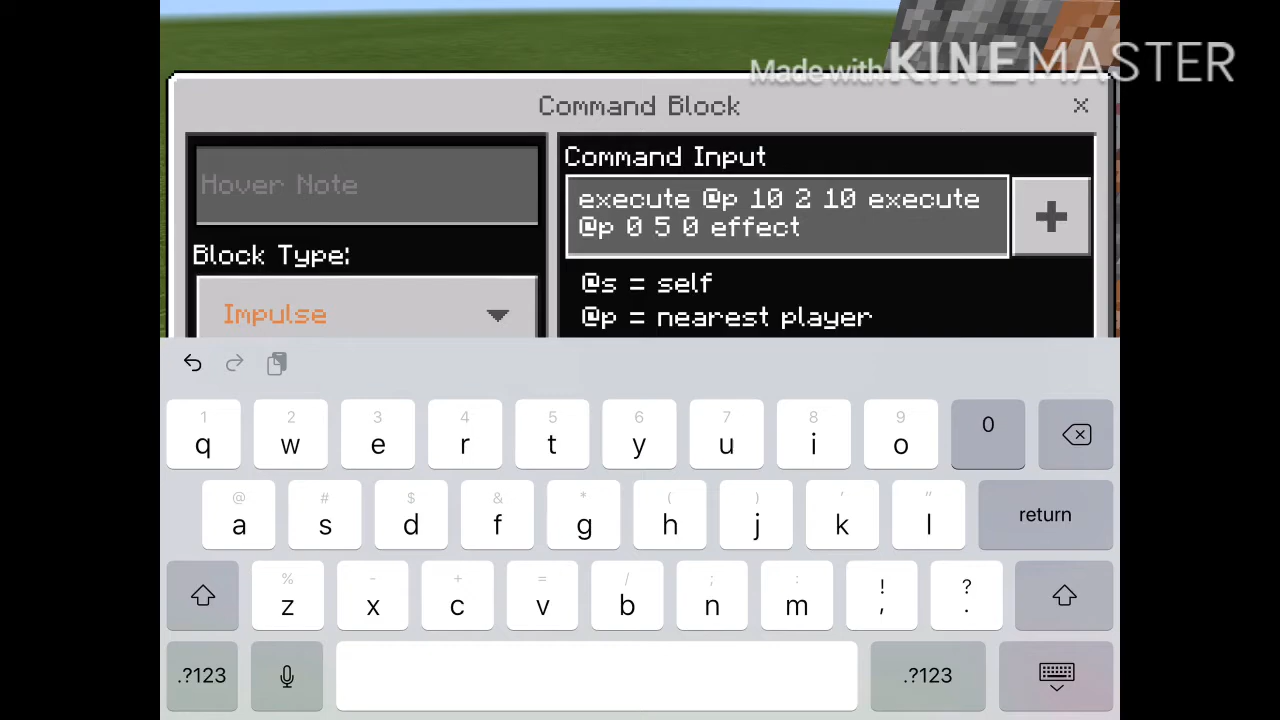 Made with KINEMASTER
Command Block
Hover Note
Block Type:
Impulse
Command Input
execute @p 10 2 10 execute
@p 0 5 0 effect
@s = self
@p = nearest player
1 2 3 4 5 6 7 8 9 0
q w e r t y u i o
@ # $ & * ( ) ' "
a s d f g h j k l return
% - + = / ; : ! ?
z x c v b n m , .
.?123 .?123